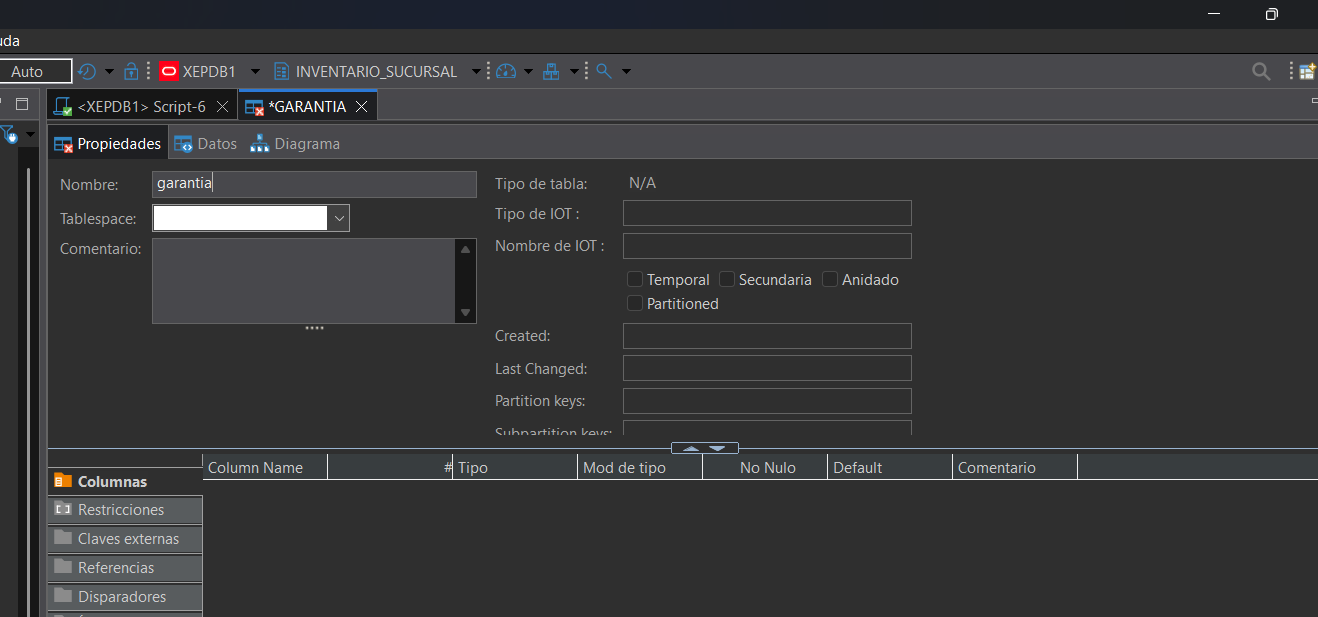 uda
Auto XEPDB1 INVENTARIO_SUCURSAL
<XEPDB1> Script-6 *GARANTIA
Propiedades Datos Diagrama
Nombre: garantia
Tablespace:
Comentario:
Tipo de tabla: N/A
Tipo de IOT :
Nombre de IOT :
Temporal Secundaria Anidado
Partitioned
Created:
Last Changed:
Partition keys:
Subpartition keys:
Column Name # Tipo Mod de tipo No Nulo Default Comentario
Columnas
Restricciones
Claves externas
Referencias
Disparadores